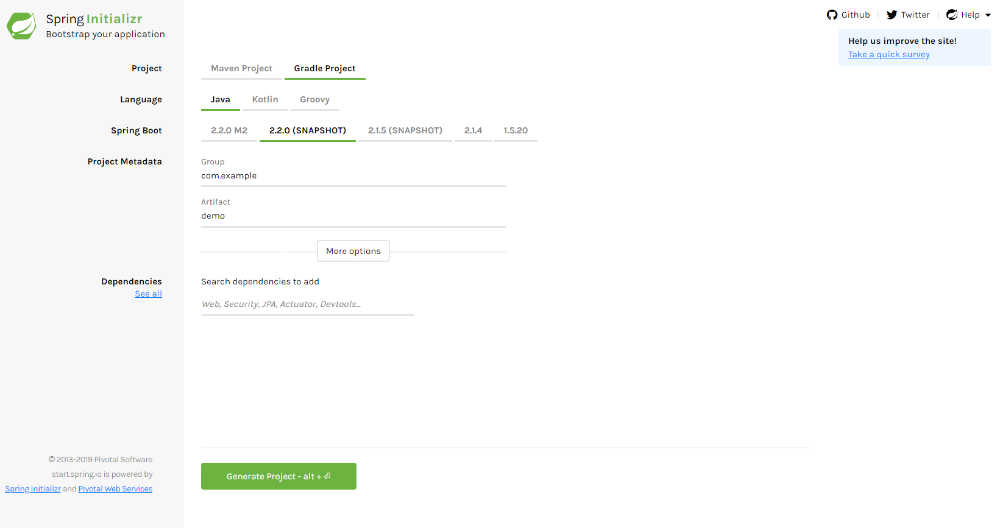 Spring Initializr
Bootstrap your application
Github
Twitter
Help
Help us improve the site!
Take a quick survey
Project
Maven Project
Gradle Project
Language
Java
Kotlin
Groovy
Spring Boot
2.2.0 M2
2.2.0 (SNAPSHOT)
2.1.5 (SNAPSHOT)
2.1.4
1.5.20
Project Metadata
Group
com.example
Artifact
demo
More options
Dependencies
See all
Search dependencies to add
Web, Security, JPA, Actuator, Devtools...
© 2013-2019 Pivotal Software
start.spring.io is powered by
Spring Initializr and Pivotal Web Services
Generate Project - alt + ⏎